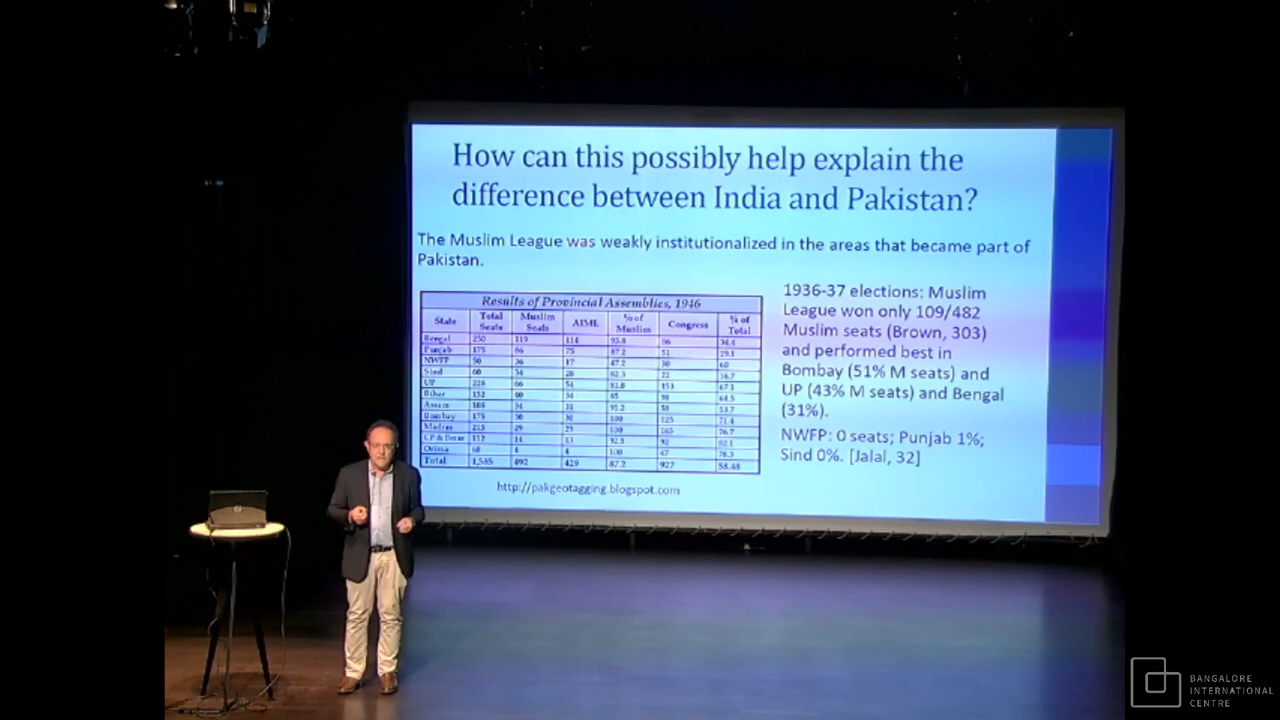 How can this possibly help explain the
difference between India and Pakistan?
The Muslim League was weakly institutionalized in the areas that became part of
Pakistan.
Results of Provincial Assemblies, 1946
State Total Seats Muslim Seats AIML % of Muslims Congress % of Total
Bengal 250 119 114 95.8 86 34.4
Punjab 175 86 75 87.2 51 29.1
NWFP 50 36 17 47.2 30 60
Sind 60 34 28 82.3 22 36.7
UP 228 66 54 81.8 153 67.1
Bihar 152 40 34 85 98 64.5
Assam 108 34 31 91.2 58 53.7
Bombay 175 30 30 100 125 71.4
Madras 215 29 29 100 165 76.7
CP & Berar 112 14 13 92.8 92 82.1
Orissa 60 4 4 100 47 78.3
Total 1,585 492 429 87.2 927 58.48
http://pakgeotagging.blogspot.com
1936-37 elections: Muslim
League won only 109/482
Muslim seats (Brown, 303)
and performed best in
Bombay (51% M seats) and
UP (43% M seats) and Bengal
(31%).
NWFP: 0 seats; Punjab 1%;
Sind 0%. [Jalal, 32]
BANGALORE
INTERNATIONAL
CENTRE